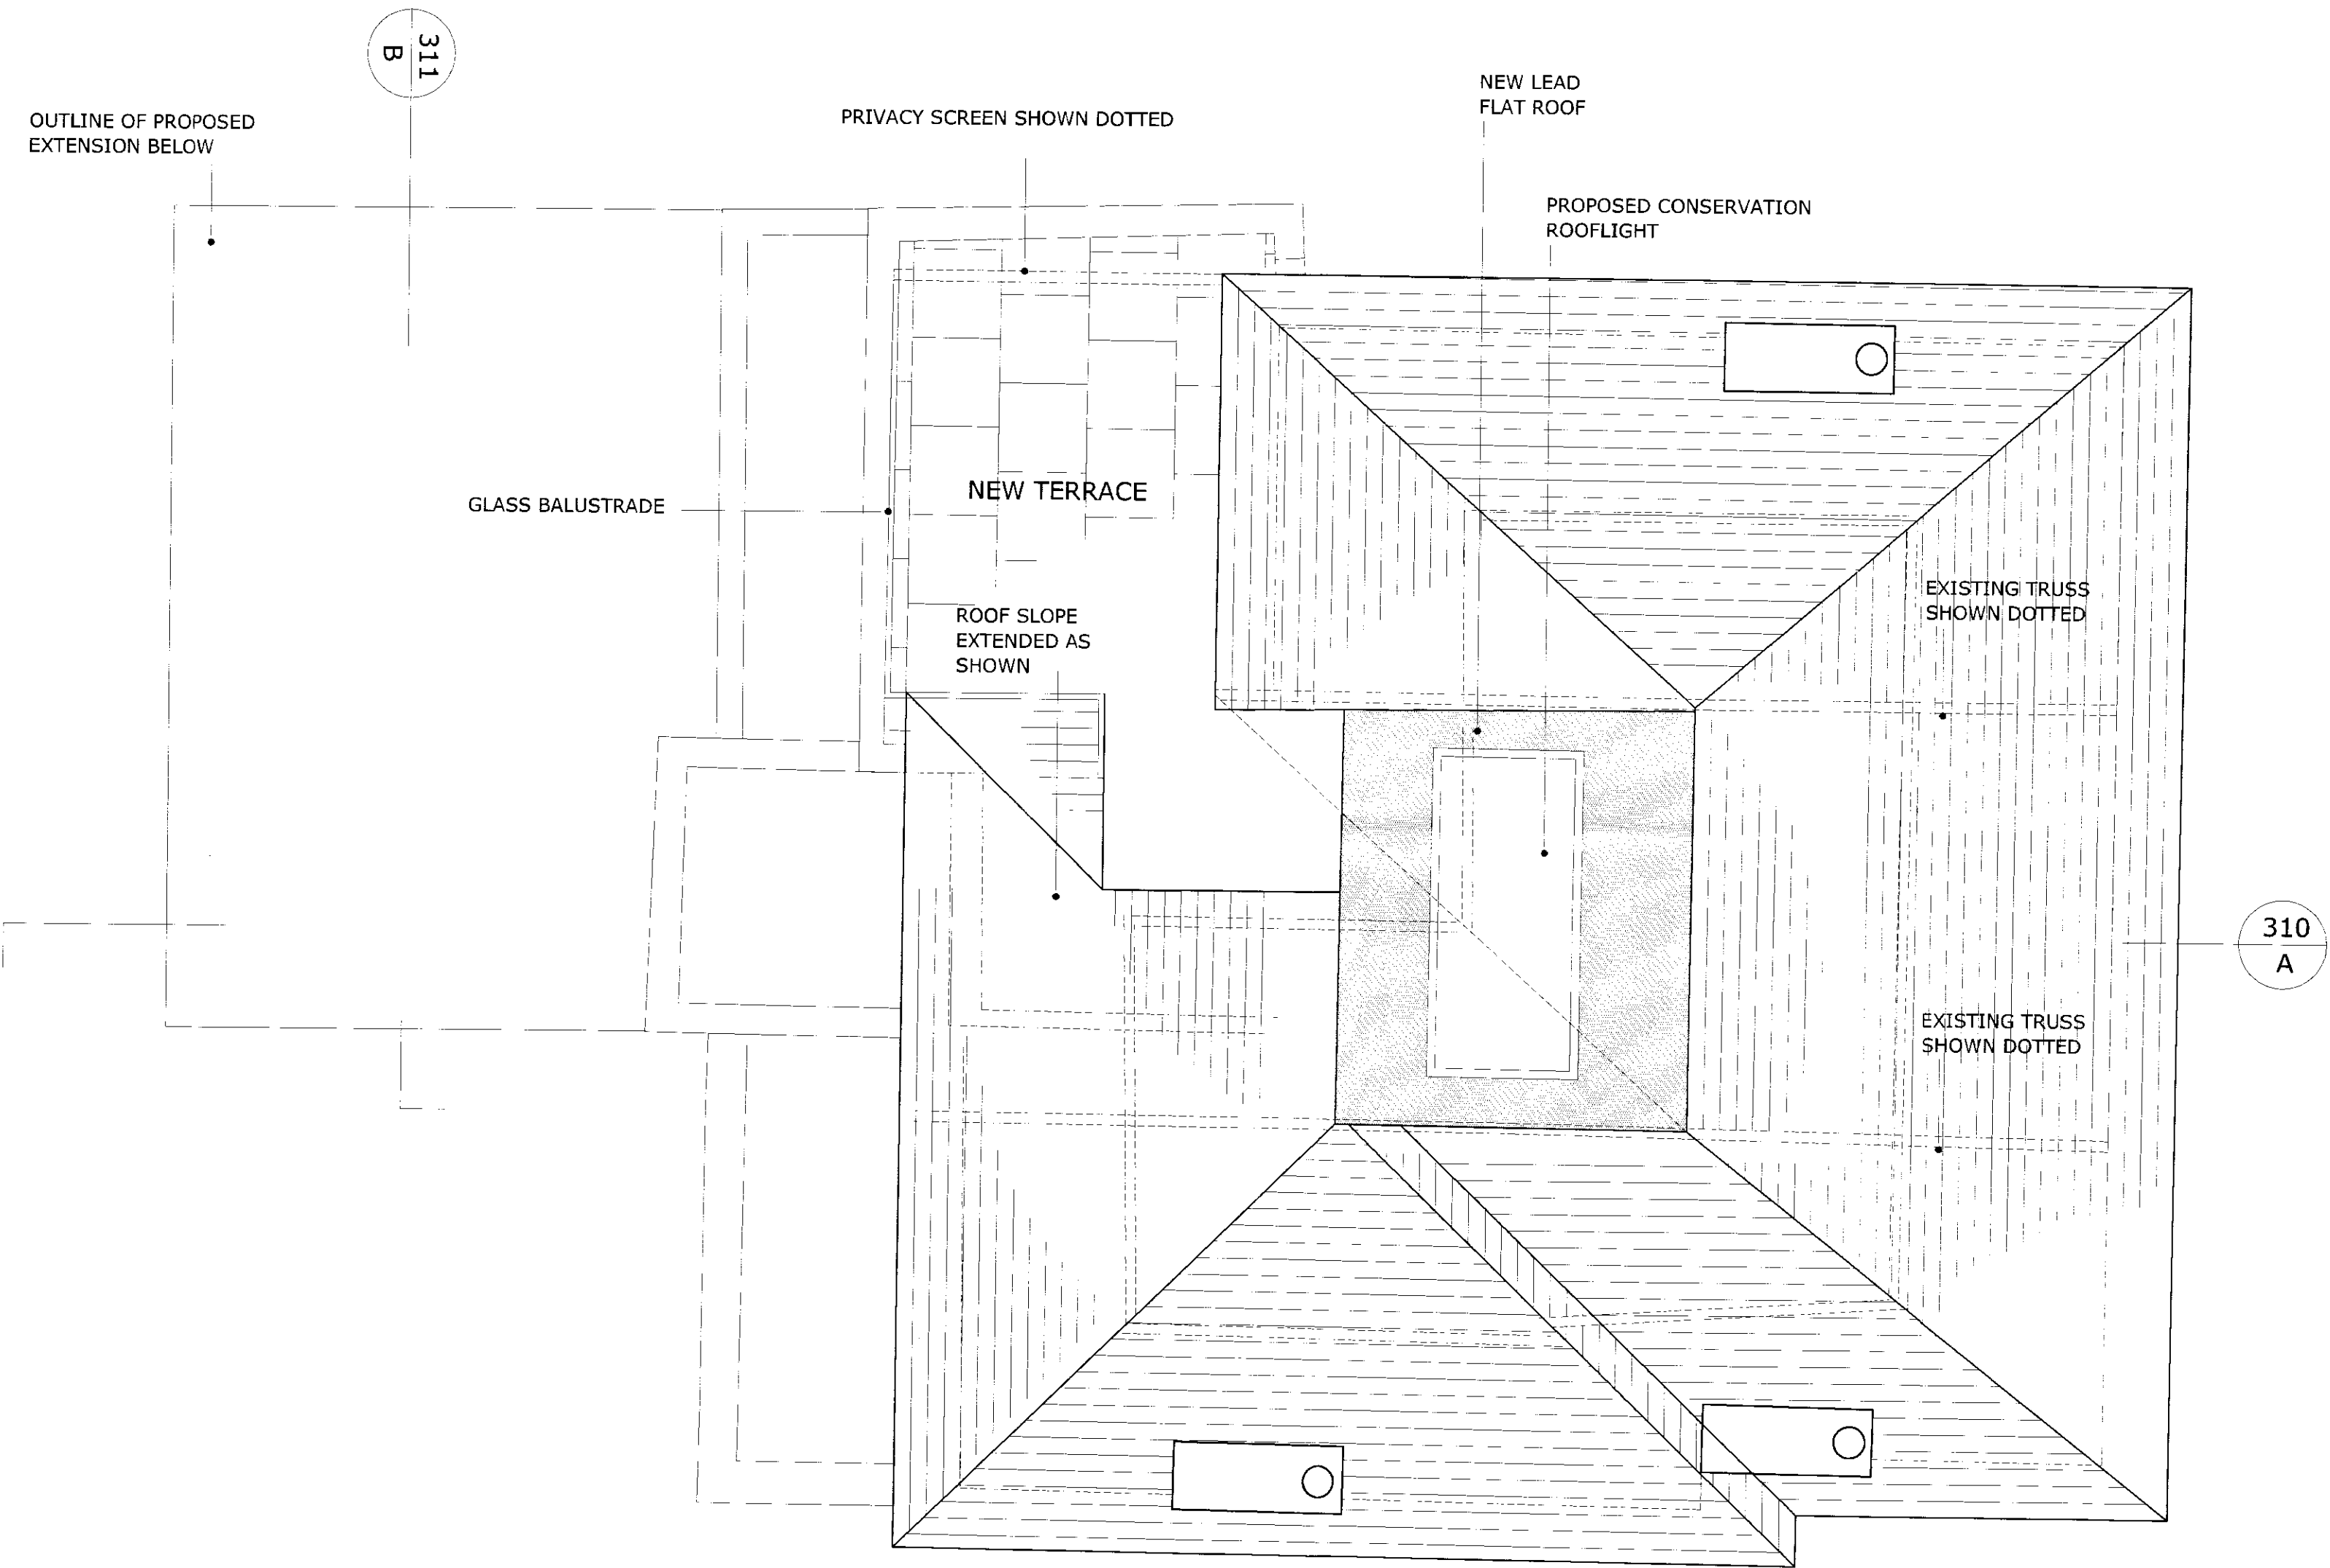 311
B
OUTLINE OF PROPOSED
EXTENSION BELOW
PRIVACY SCREEN SHOWN DOTTED
NEW LEAD
FLAT ROOF
PROPOSED CONSERVATION
ROOFLIGHT
GLASS BALUSTRADE
NEW TERRACE
ROOF SLOPE
EXTENDED AS
SHOWN
EXISTING TRUSS
SHOWN DOTTED
310
A
EXISTING TRUSS
SHOWN DOTTED